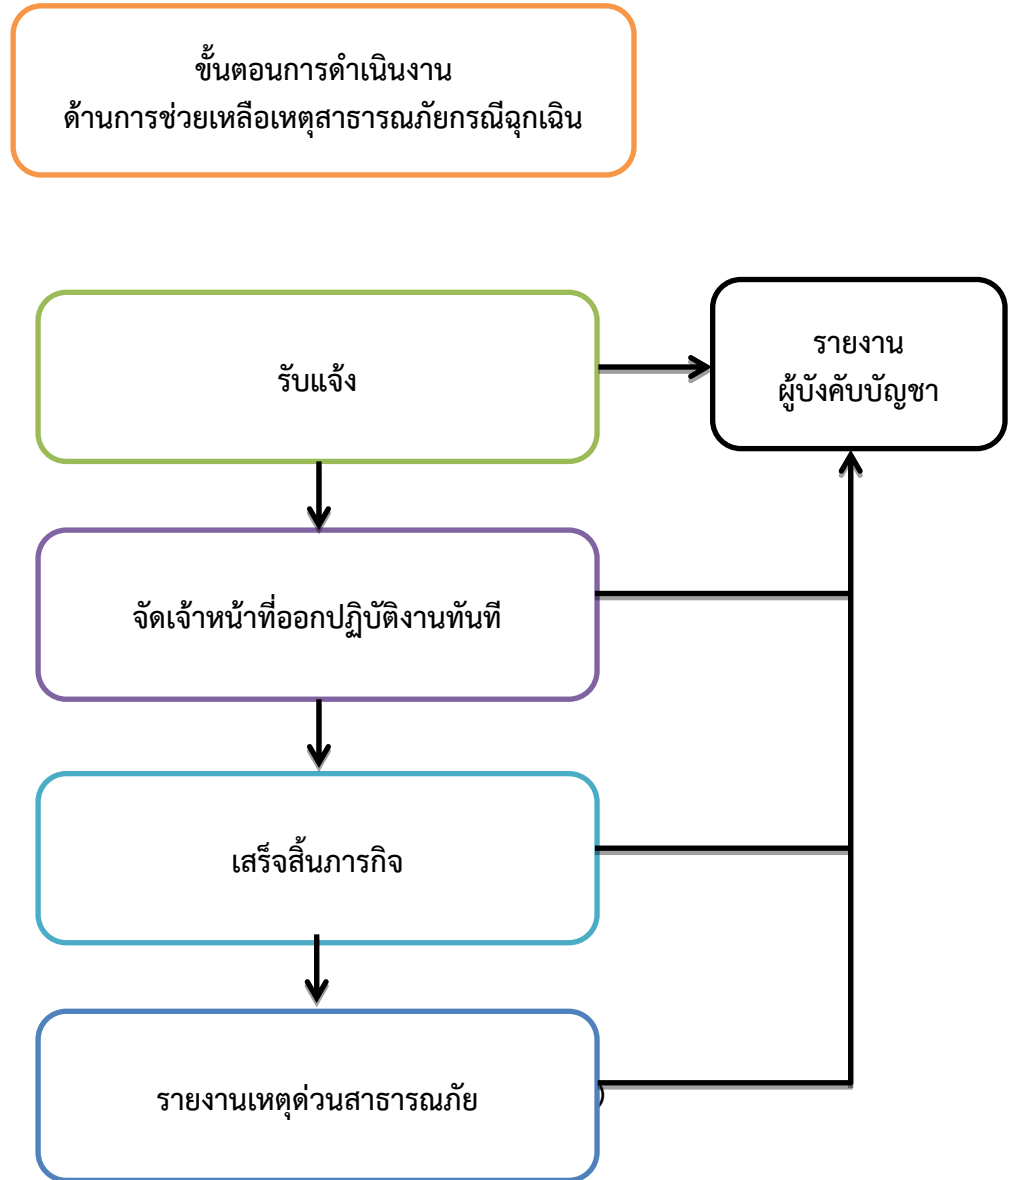 ขั้นตอนการดำเนินงาน
ด้านการช่วยเหลือเหตุสาธารณภัยกรณีฉุกเฉิน
รับแจ้ง
รายงาน
ผู้บังคับบัญชา
จัดเจ้าหน้าที่ออกปฏิบัติงานทันที
เสร็จสิ้นภารกิจ
รายงานเหตุด่วนสาธารณภัย